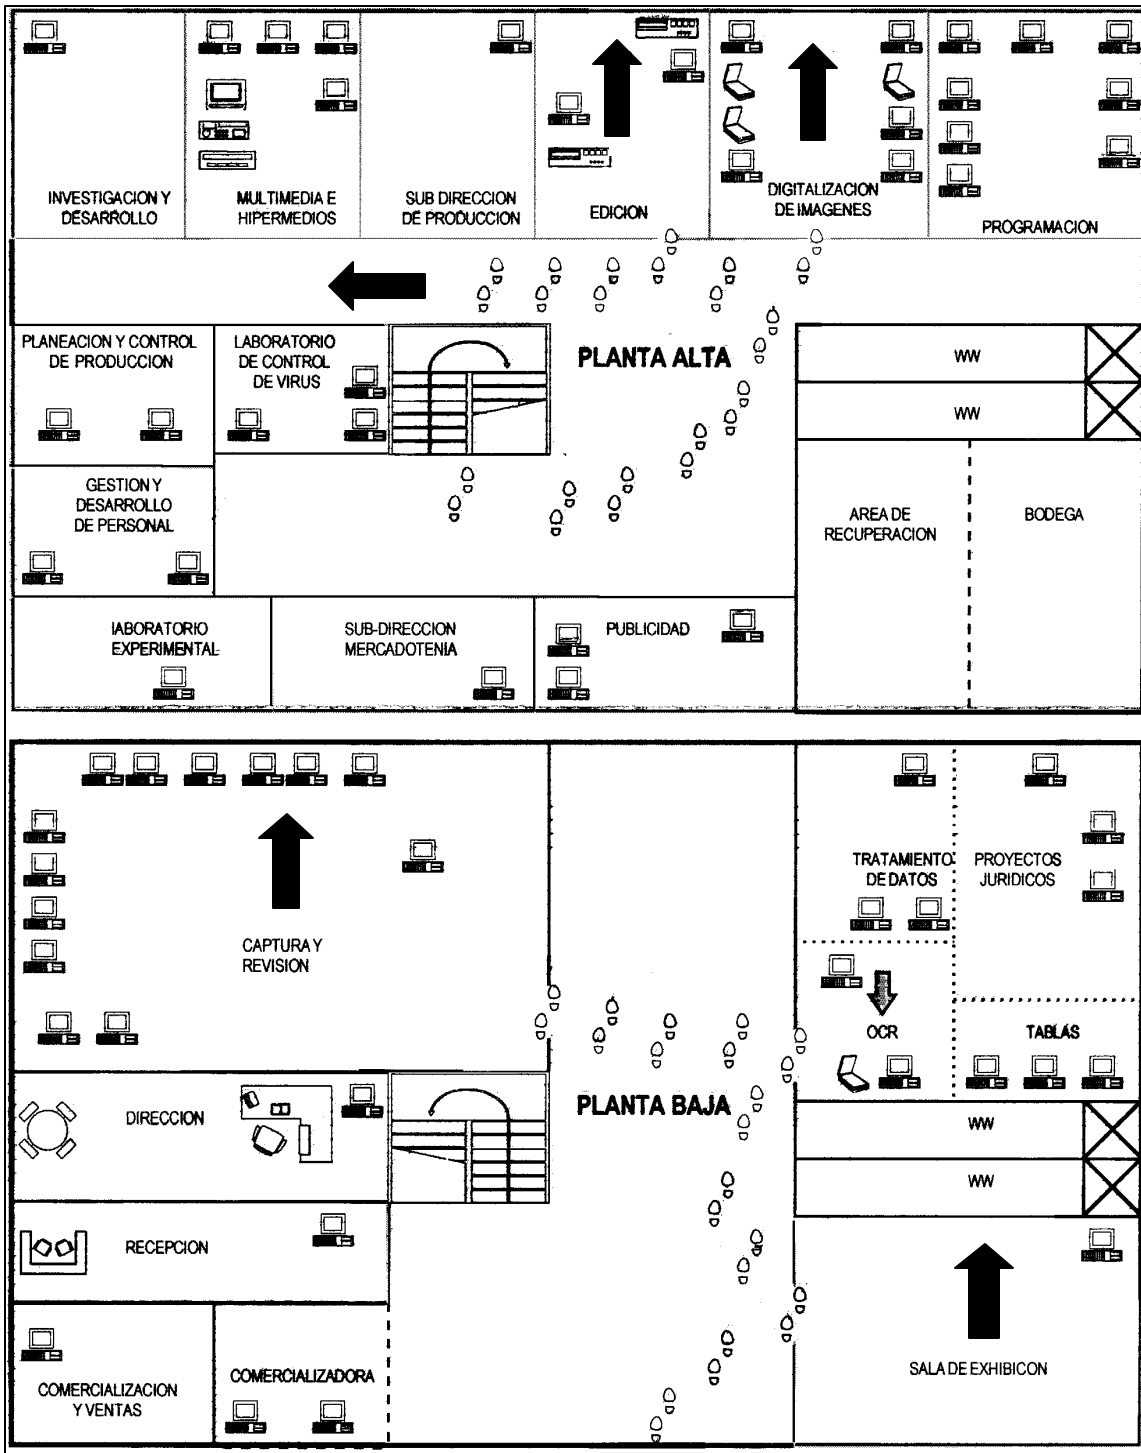 INVESTIGACION Y
DESARROLLO
MULTIMEDIA E
HIPERMEDIOS
SUB DIRECCION
DE PRODUCCION
EDICION
DIGITALIZACION
DE IMAGENES
PROGRAMACION
PLANEACION Y CONTROL
DE PRODUCCION
LABORATORIO
DE CONTROL
DE VIRUS
PLANTA ALTA
WW
WW
GESTION Y
DESARROLLO
DE PERSONAL
AREA DE
RECUPERACION
BODEGA
lABORATORIO
EXPERIMENTAL
SUB-DIRECCION
MERCADOTENIA
PUBLICIDAD
CAPTURA Y
REVISION
TRATAMIENTO
DE DATOS
PROYECTOS
JURIDICOS
OCR
TABLAS
DIRECCION
PLANTA BAJA
WW
WW
RECEPCION
COMERCIALIZACION
Y VENTAS
COMERCIALIZADORA
SALA DE EXHIBICON